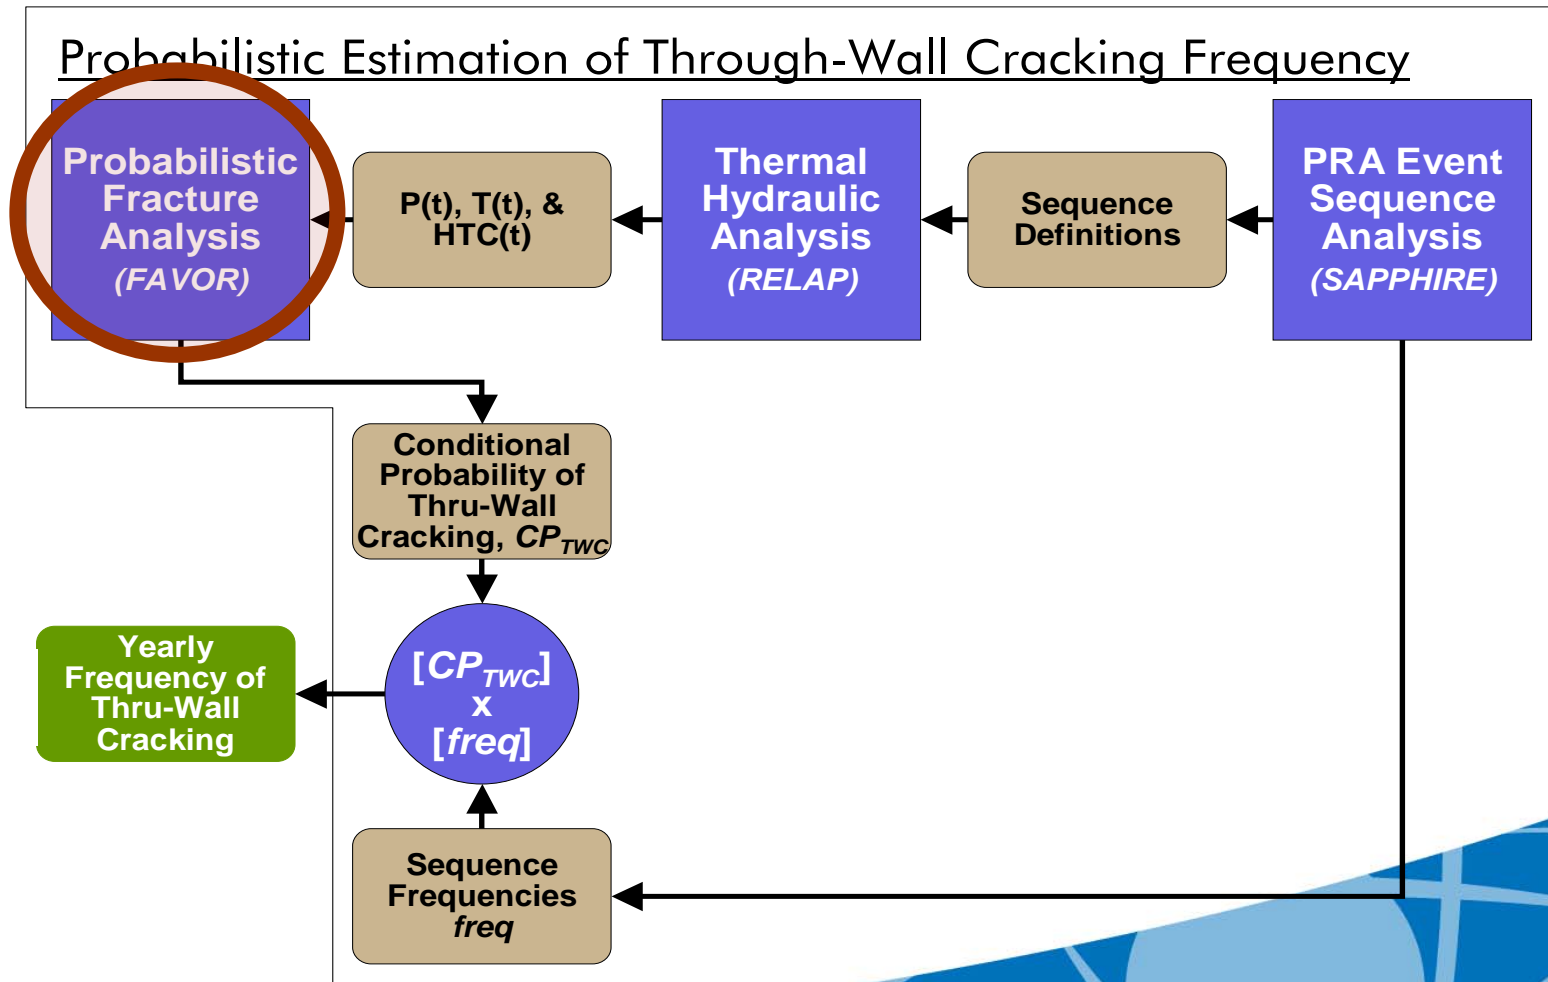 Probabilistic Estimation of Through-Wall Cracking Frequency
Probabilistic
Fracture
Analysis
(FAVOR)
P(t), T(t), &
HTC(t)
Thermal
Hydraulic
Analysis
(RELAP)
Sequence
Definitions
PRA Event
Sequence
Analysis
(SAPPHIRE)
Conditional
Probability of
Thru-Wall
Cracking, CP_TWC
Yearly
Frequency of
Thru-Wall
Cracking
[CP_TWC]
x
[freq]
Sequence
Frequencies
freq